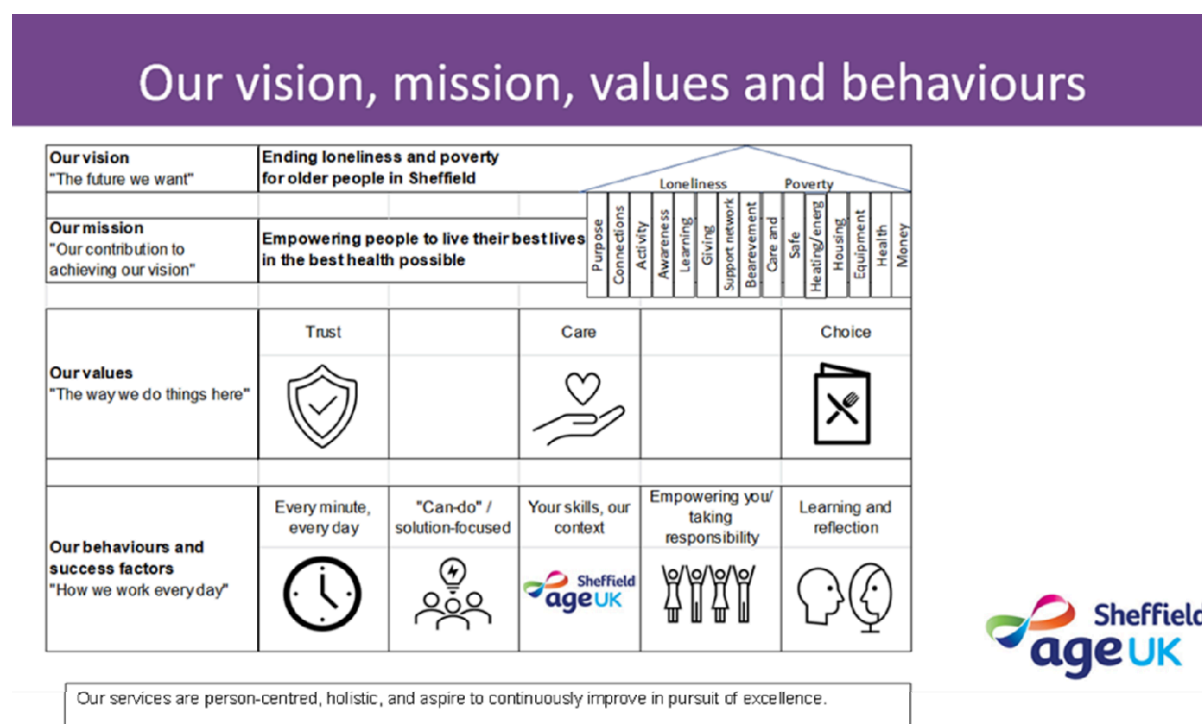 Our vision, mission, values and behaviours
Our vision
"The future we want"
Ending loneliness and poverty
for older people in Sheffield
Loneliness
Poverty
Purpose
Connections
Activity
Awareness
Learning
Giving
Support network
Bearevement
Care and
Safe
Heating/energ
Housing
Equipment
Health
Money
Our mission
"Our contribution to
achieving our vision"
Empowering people to live their best lives
in the best health possible
Our values
"The way we do things here"
Trust
Care
Choice
Our behaviours and
success factors
"How we work every day"
Every minute,
every day
"Can-do" /
solution-focused
Your skills, our
context
Sheffield
ageUK
Empowering you/
taking
responsibility
Learning and
reflection
Sheffield
ageUK
Our services are person-centred, holistic, and aspire to continuously improve in pursuit of excellence.